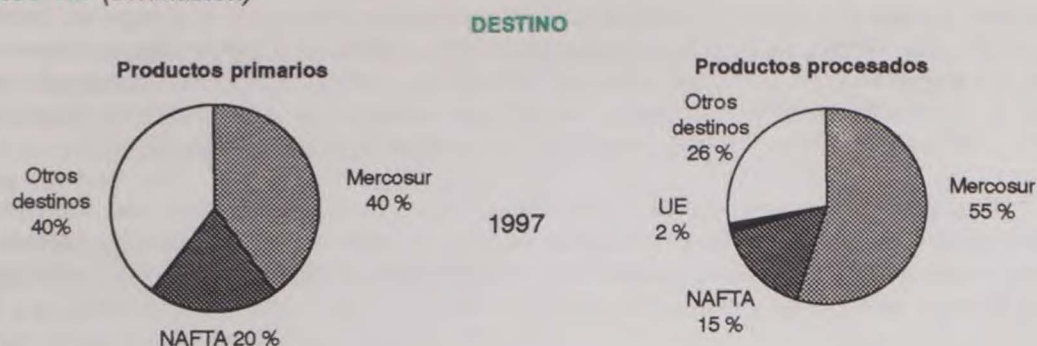 DESTINO
Productos primarios
Otros
destinos
40%
Mercosur
40 %
NAFTA 20 %
1997
Productos procesados
Otros
destinos
26 %
UE
2 %
NAFTA
15 %
Mercosur
55 %